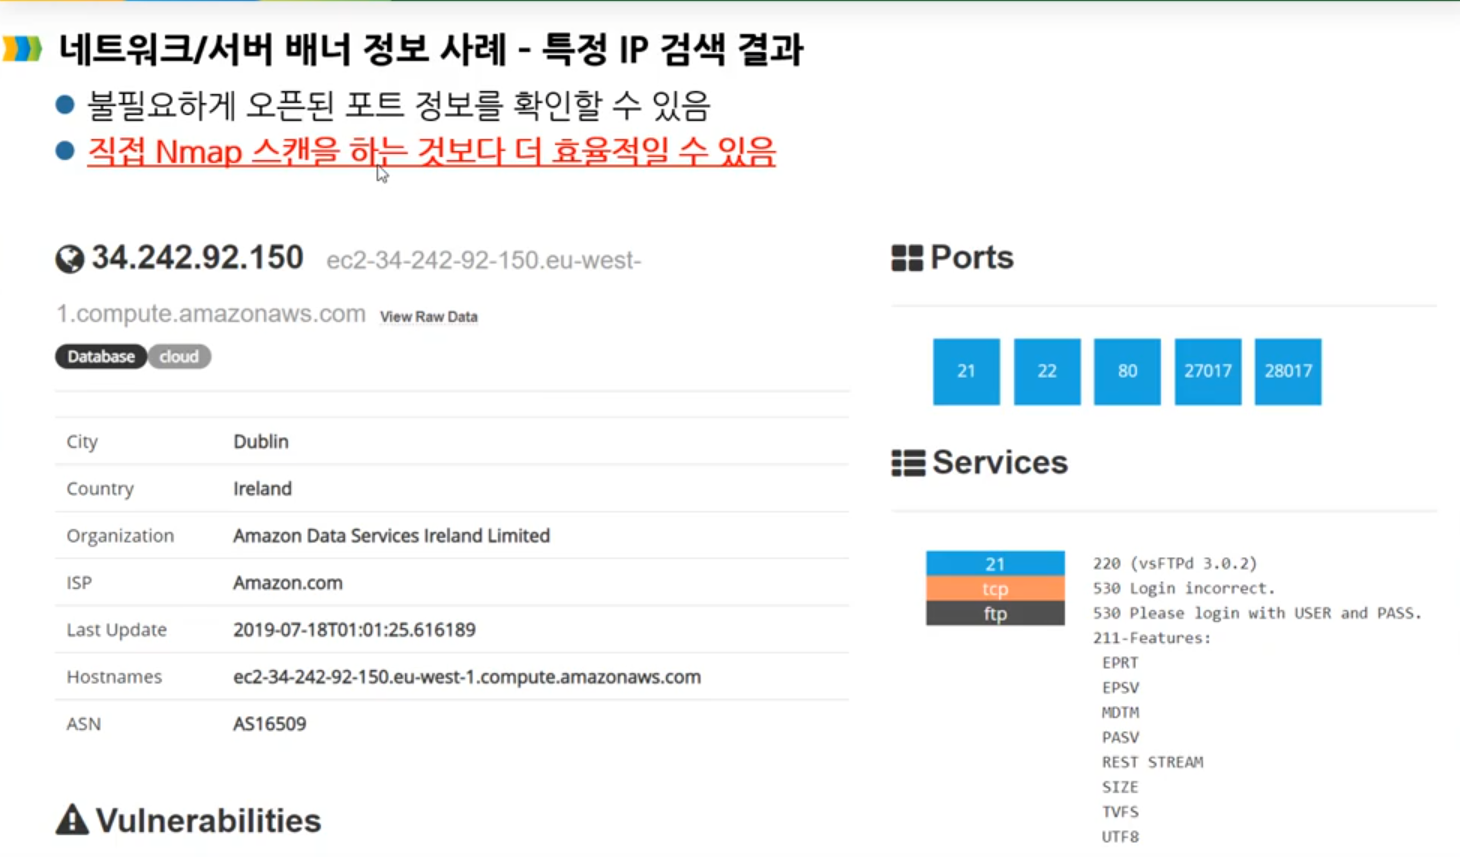 네트워크/서버 배너 정보 사례 - 특정 IP 검색 결과
불필요하게 오픈된 포트 정보를 확인할 수 있음
직접 Nmap 스캔을 하는 것보다 더 효율적일 수 있음
34.242.92.150 ec2-34-242-92-150.eu-west-
1.compute.amazonaws.com View Raw Data
Database cloud
City Dublin
Country Ireland
Organization Amazon Data Services Ireland Limited
ISP Amazon.com
Last Update 2019-07-18T01:01:25.616189
Hostnames ec2-34-242-92-150.eu-west-1.compute.amazonaws.com
ASN AS16509
Vulnerabilities
Ports
21 22 80 27017 28017
Services
21
tcp
ftp
220 (vsFTPd 3.0.2)
530 Login incorrect.
530 Please login with USER and PASS.
211-Features:
EPRT
EPSV
MDTM
PASV
REST STREAM
SIZE
TVFS
UTF8